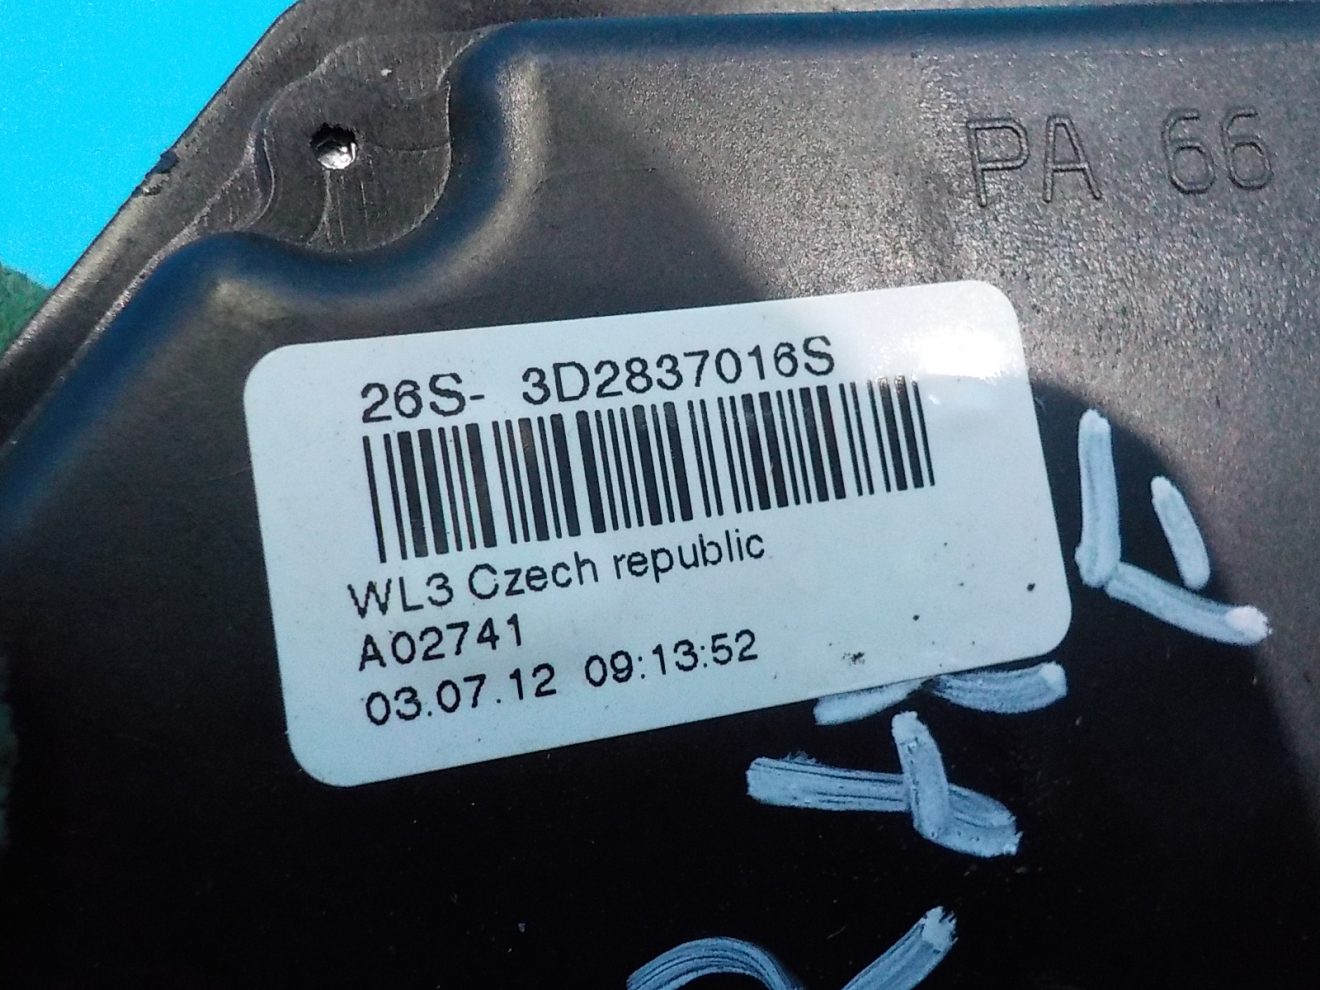 PA 66
26S- 3D2837016S
WL3 Czech republic
A02741
03.07.12 09:13:52